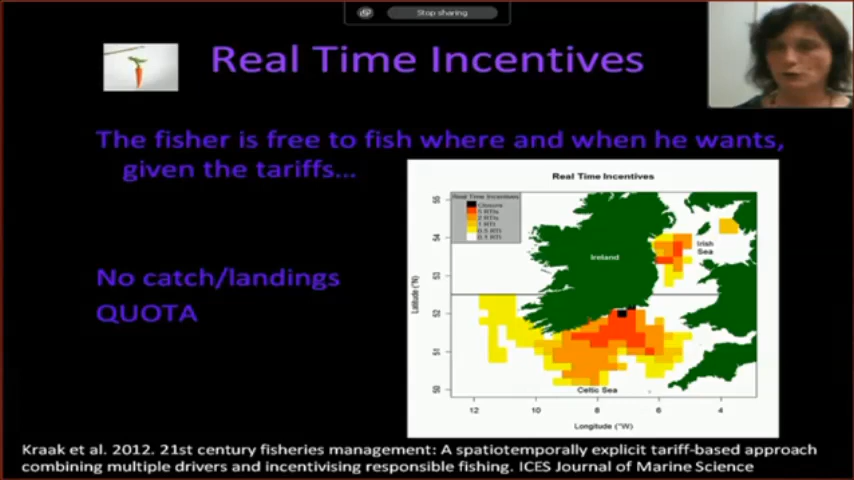 Stop sharing
Real Time Incentives
The fisher is free to fish where and when he wants,
given the tariffs...
No catch/landings
QUOTA
Real Time Incentives
Real Time Incentives
Closure
5 RTIs
2 RTIs
1 RTI
0.5 RTI
0.1 RTI
Ireland
Irish
Sea
Celtic Sea
Latitude (°N)
55
54
53
52
51
50
12
10
8
6
4
Longitude (°W)
Kraak et al. 2012. 21st century fisheries management: A spatiotemporally explicit tariff-based approach
combining multiple drivers and incentivising responsible fishing. ICES Journal of Marine Science